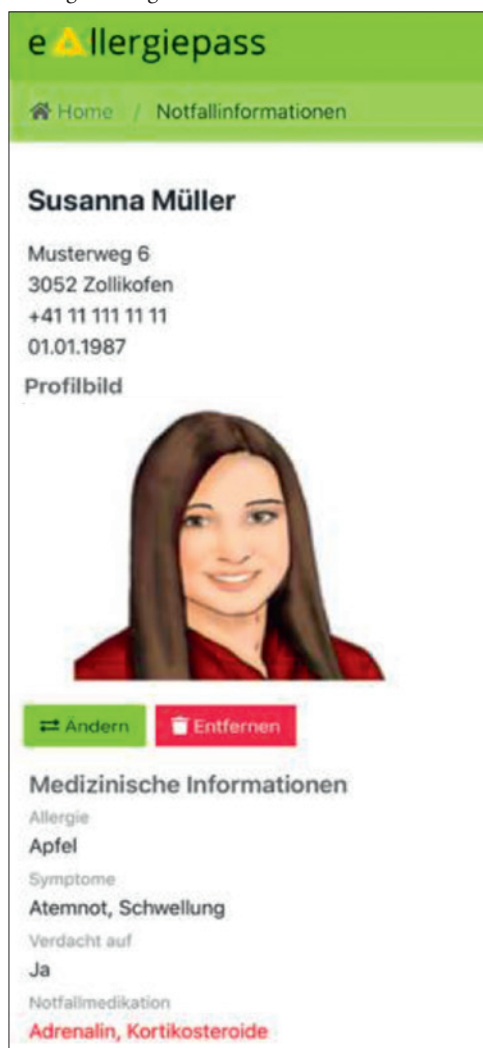 eAllergiepass
Home / Notfallinformationen
Susanna Müller
Musterweg 6
3052 Zollikofen
+41 11 111 11 11
01.01.1987
Profilbild
Ändern Entfernen
Medizinische Informationen
Allergie
Apfel
Symptome
Atemnot, Schwellung
Verdacht auf
Ja
Notfallmedikation
Adrenalin, Kortikosteroide